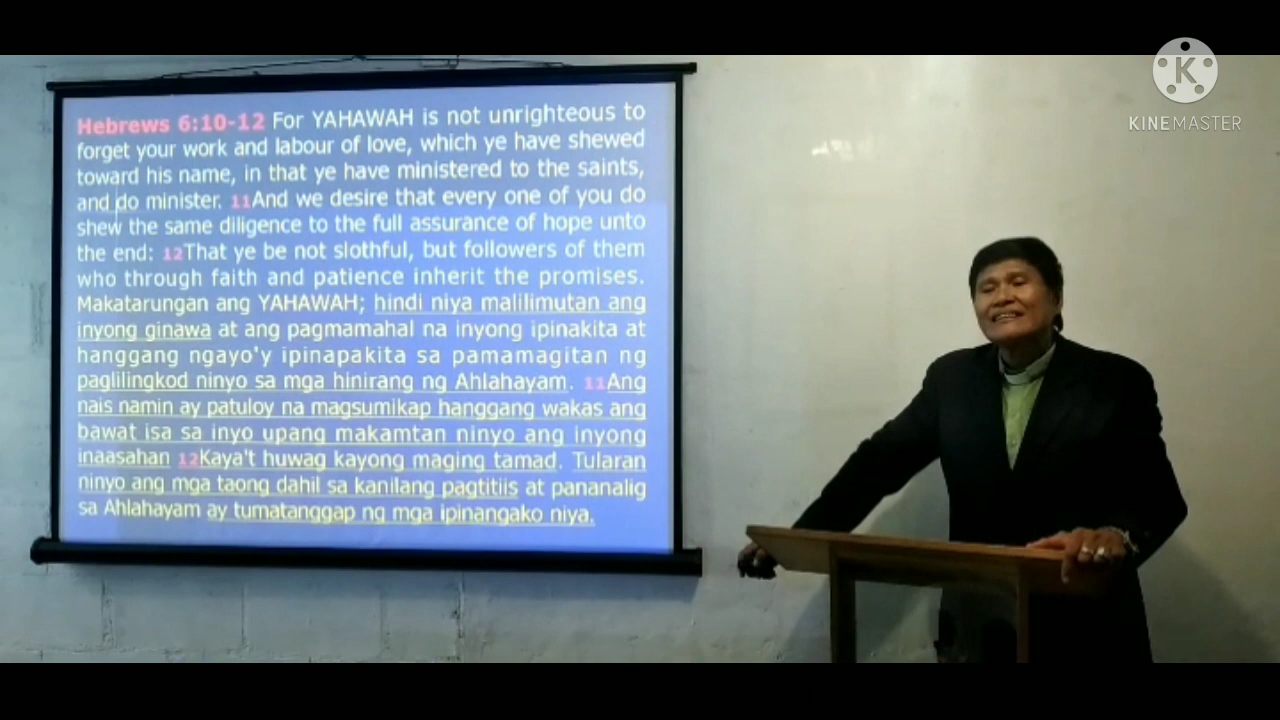 Hebrews 6:10-12 For YAHAWAH is not unrighteous to
forget your work and labour of love, which ye have shewed
toward his name, in that ye have ministered to the saints,
and do minister. 11And we desire that every one of you do
shew the same diligence to the full assurance of hope unto
the end: 12That ye be not slothful, but followers of them
who through faith and patience inherit the promises.
Makatarungan ang YAHAWAH; hindi niya malilimutan ang
inyong ginawa at ang pagmamahal na inyong ipinakita at
hanggang ngayo'y ipinapakita sa pamamagitan ng
paglilingkod ninyo sa mga hinirang ng Ahlahayam. 11Ang
nais namin ay patuloy na magsumikap hanggang wakas ang
bawat isa sa inyo upang makamtan ninyo ang inyong
inaasahan 12Kaya't huwag kayong maging tamad. Tularan
ninyo ang mga taong dahil sa kanilang pagtitiis at pananalig
sa Ahlahayam ay tumatanggap ng mga ipinangako niya.
K
KINEMASTER